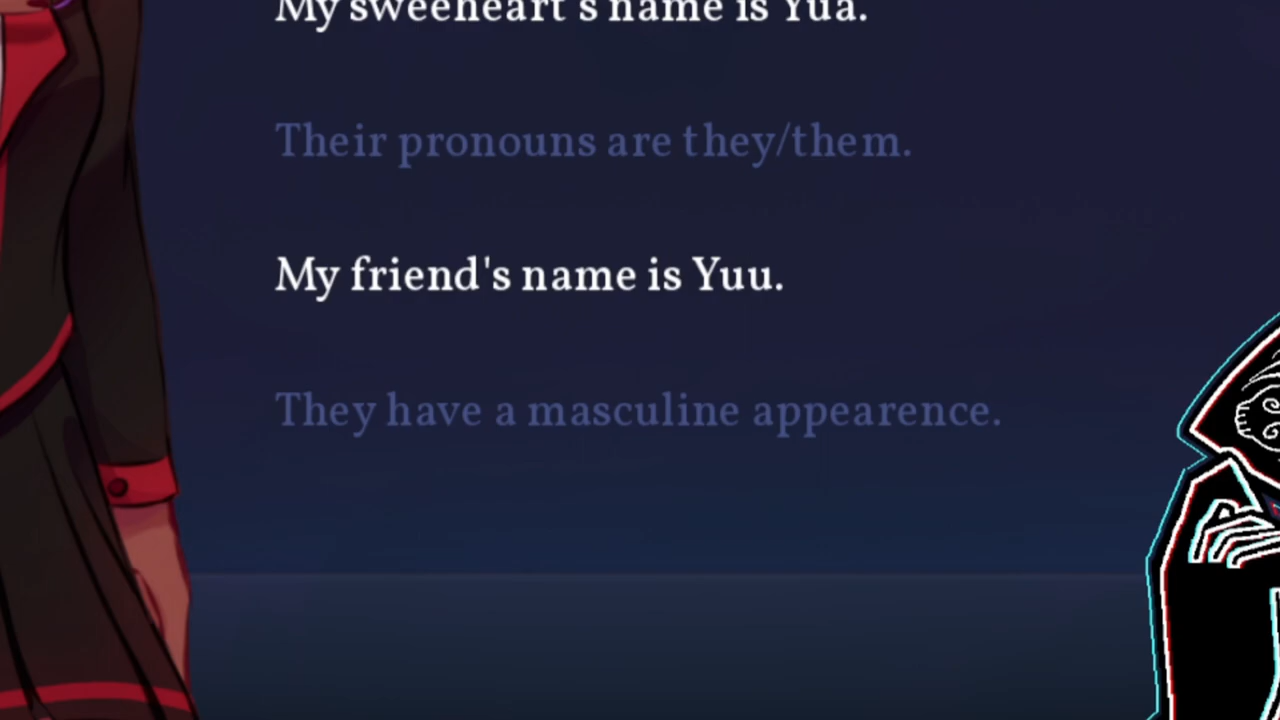 My sweeheart's name is Yua.
Their pronouns are they/them.
My friend's name is Yuu.
They have a masculine appearence.